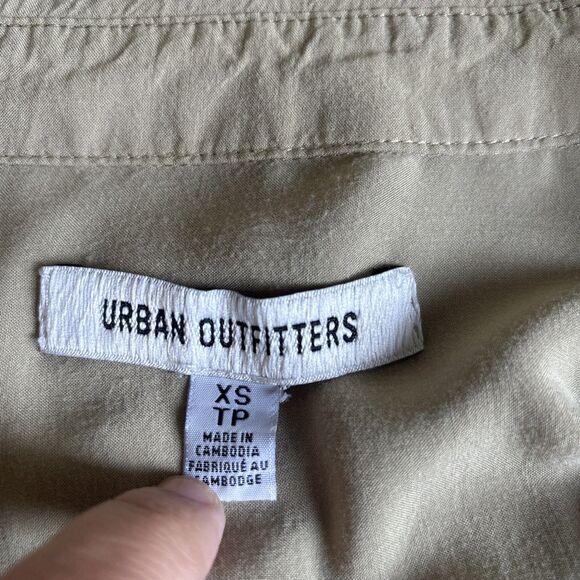 URBAN OUTFITTERS
XS
TP
MADE IN
CAMBODIA
FABRIQUÉ AU
CAMBODGE